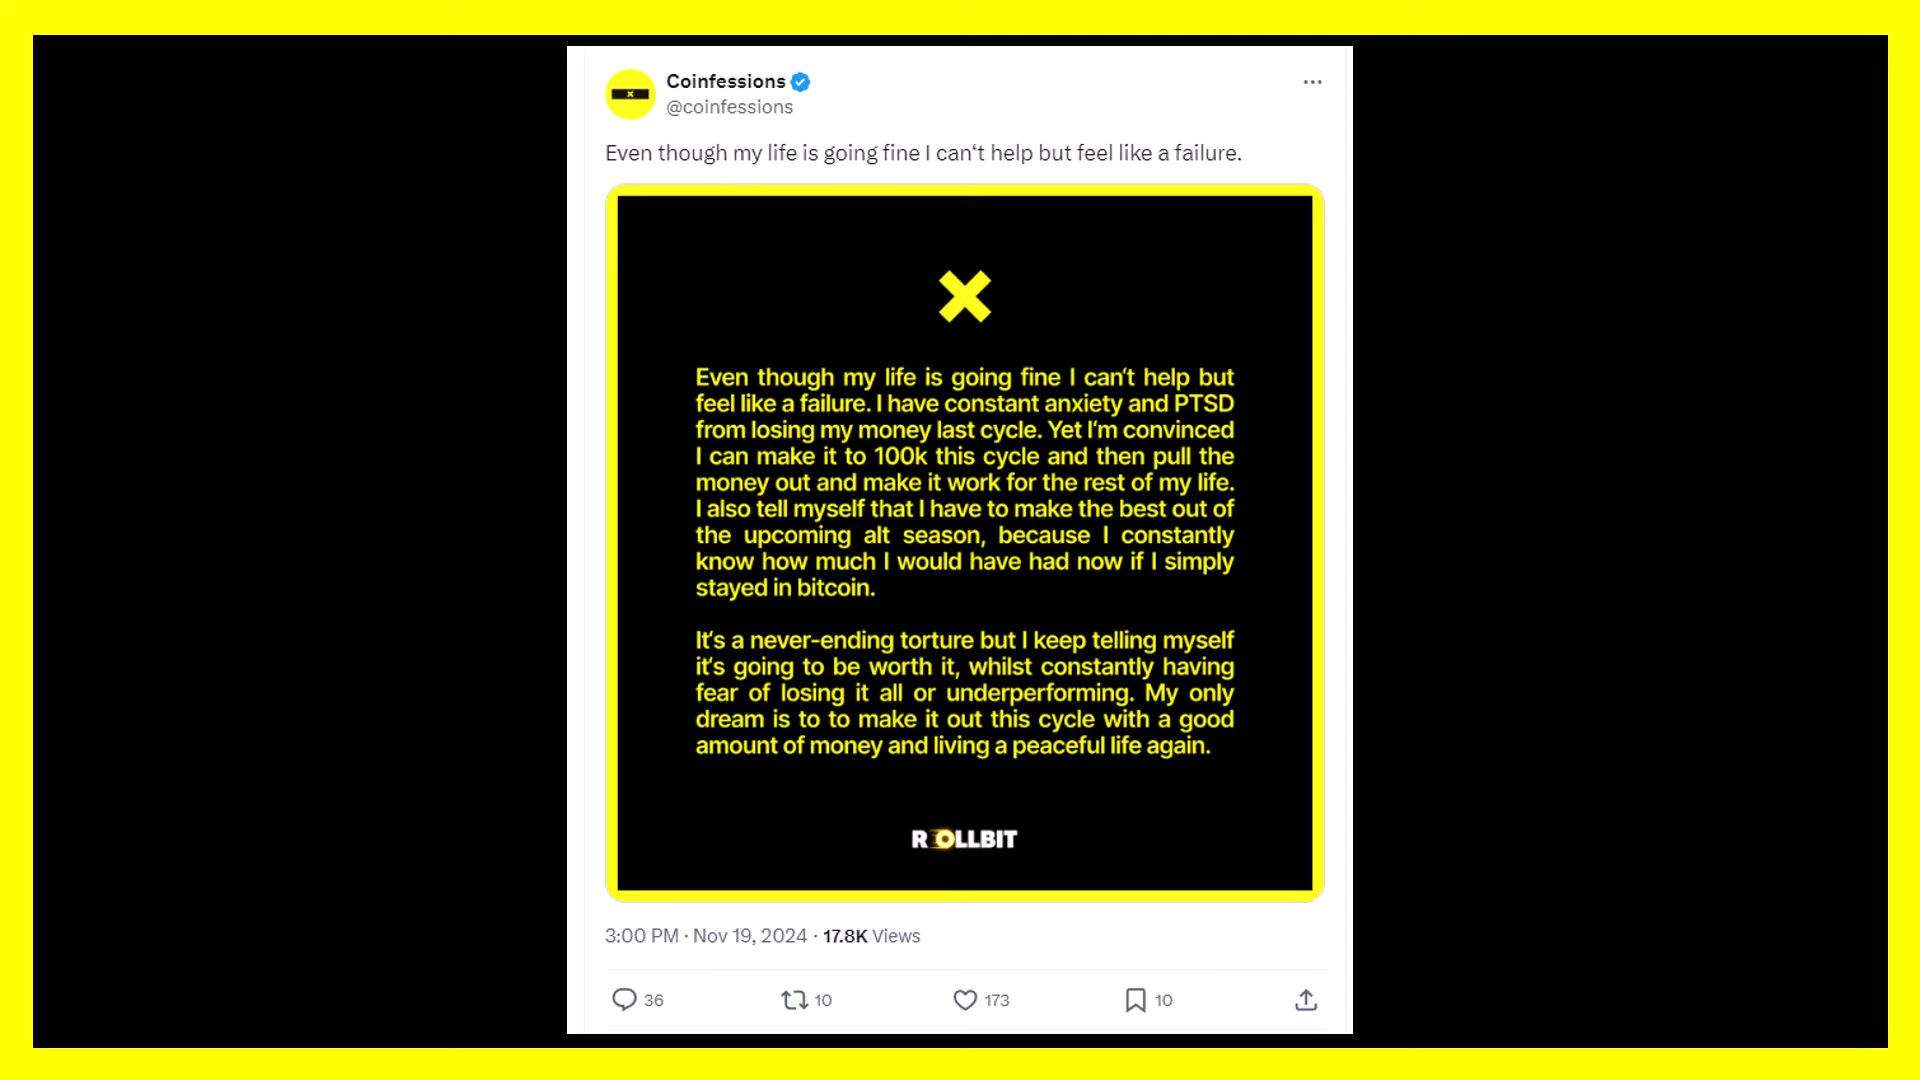 Coinfessions
@coinfessions
Even though my life is going fine I can‘t help but feel like a failure.
Even though my life is going fine I can‘t help but
feel like a failure. I have constant anxiety and PTSD
from losing my money last cycle. Yet I‘m convinced
I can make it to 100k this cycle and then pull the
money out and make it work for the rest of my life.
I also tell myself that I have to make the best out of
the upcoming alt season, because I constantly
know how much I would have had now if I simply
stayed in bitcoin.
It‘s a never-ending torture but I keep telling myself
it‘s going to be worth it, whilst constantly having
fear of losing it all or underperforming. My only
dream is to to make it out this cycle with a good
amount of money and living a peaceful life again.
ROLLBIT
3:00 PM · Nov 19, 2024 · 17.8K Views
36 10 173 10